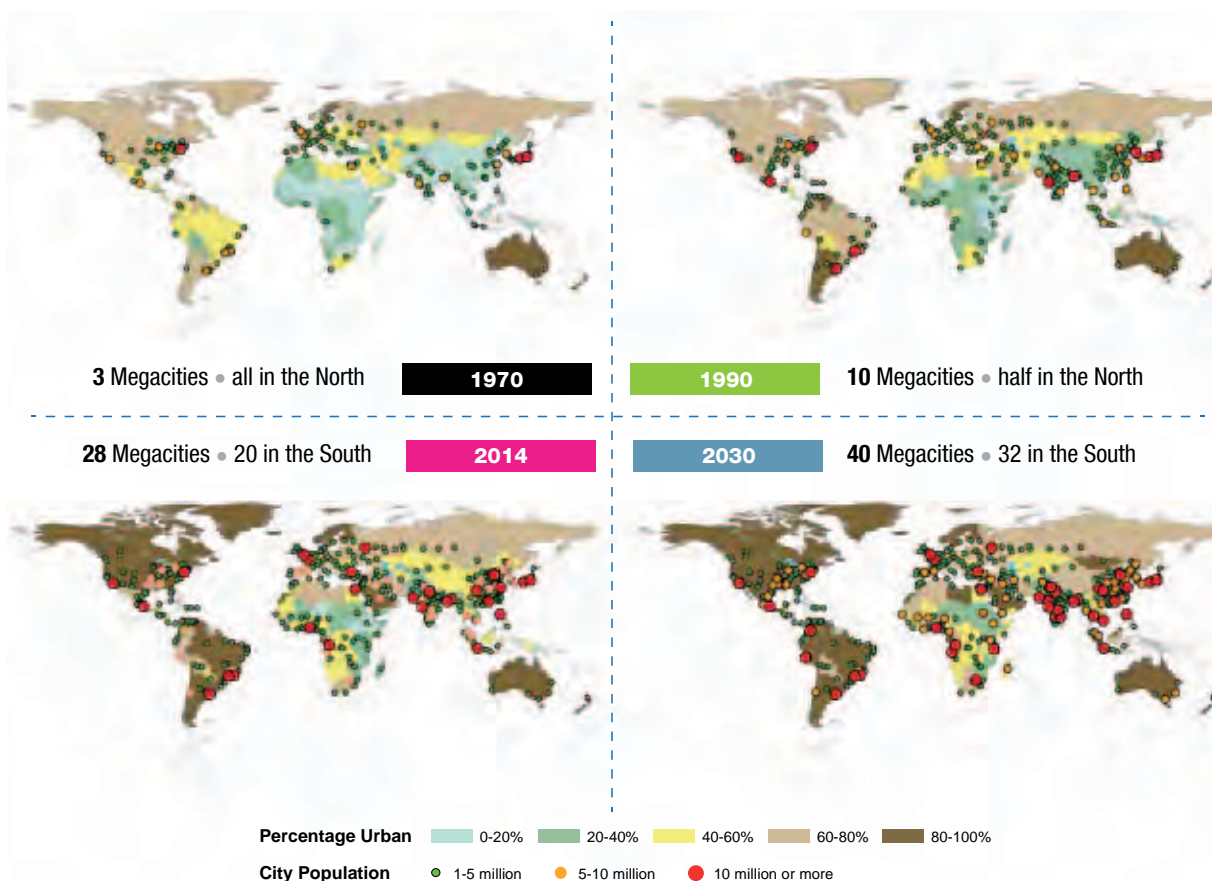 3 Megacities • all in the North
1970
1990
10 Megacities • half in the North
28 Megacities • 20 in the South
2014
2030
40 Megacities • 32 in the South
Percentage Urban 0-20% 20-40% 40-60% 60-80% 80-100%
City Population 1-5 million 5-10 million 10 million or more